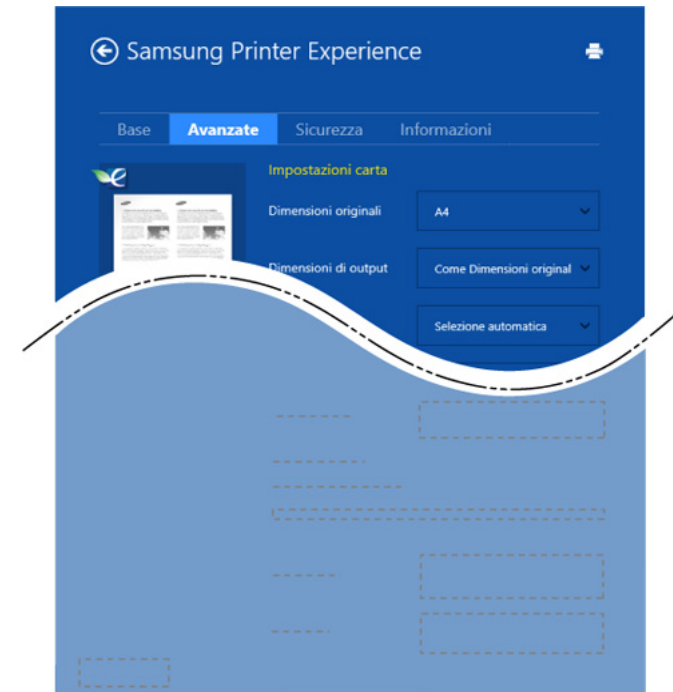 Samsung Printer Experience
Base Avanzate Sicurezza Informazioni
Impostazioni carta
Dimensioni originali A4
Dimensioni di output Come Dimensioni original
Selezione automatica